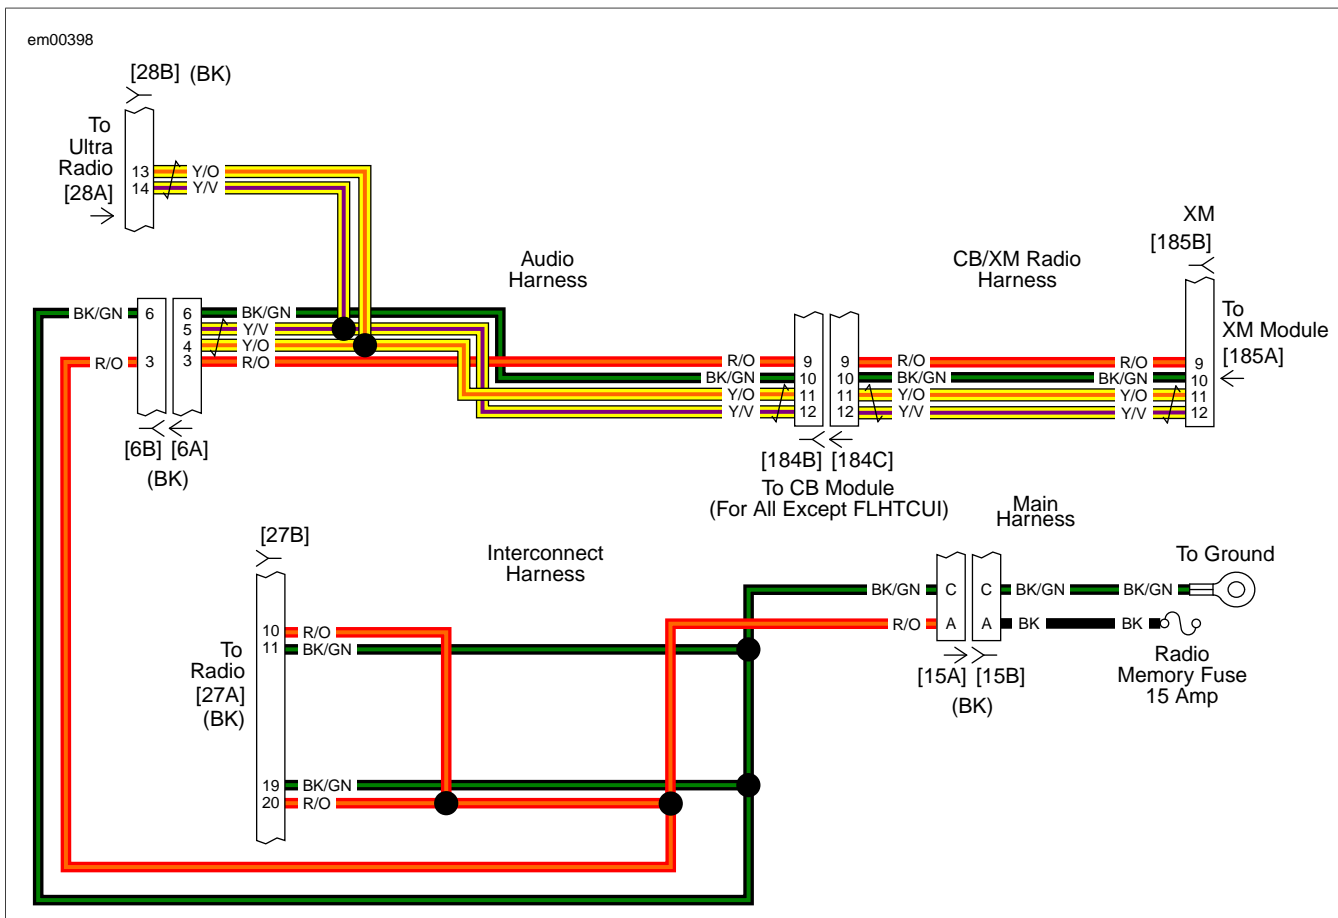 em00398
[28B] (BK)
To
Ultra
Radio
[28A]
13 Y/O
14 Y/V
XM
[185B]
Audio
Harness
CB/XM Radio
Harness
To
XM Module
[185A]
BK/GN 6 6 BK/GN
5 Y/V
4 Y/O
R/O 3 3 R/O
R/O 9 9 R/O R/O 9
BK/GN 10 10 BK/GN BK/GN 10
Y/O 11 11 Y/O Y/O 11
Y/V 12 12 Y/V Y/V 12
[6B] [6A]
(BK)
[184B] [184C]
To CB Module
(For All Except FLHTCUI)
[27B]
Interconnect
Harness
Main
Harness
To Ground
BK/GN C C BK/GN BK/GN
R/O A A BK BK
Radio
Memory Fuse
15 Amp
[15A] [15B]
(BK)
10 R/O
11 BK/GN
To
Radio
[27A]
(BK)
19 BK/GN
20 R/O